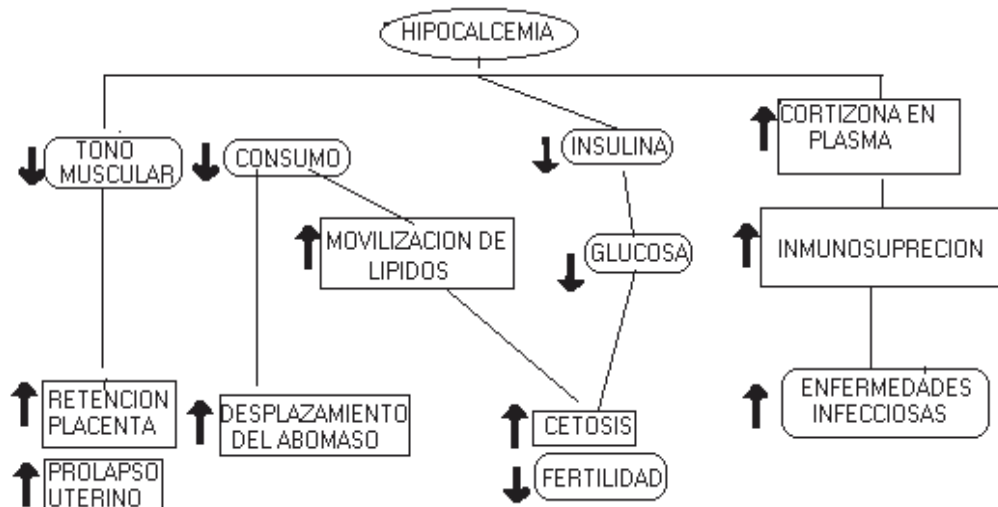 HIPOCALCEMIA
TONO
MUSCULAR
CONSUMO
INSULINA
CORTIZONA EN
PLASMA
MOVILIZACION DE
LIPIDOS
GLUCOSA
INMUNOSUPRECION
RETENCION
PLACENTA
DESPLAZAMIENTO
DEL ABOMASO
CETOSIS
ENFERMEDADES
INFECCIOSAS
PROLAPSO
UTERINO
FERTILIDAD